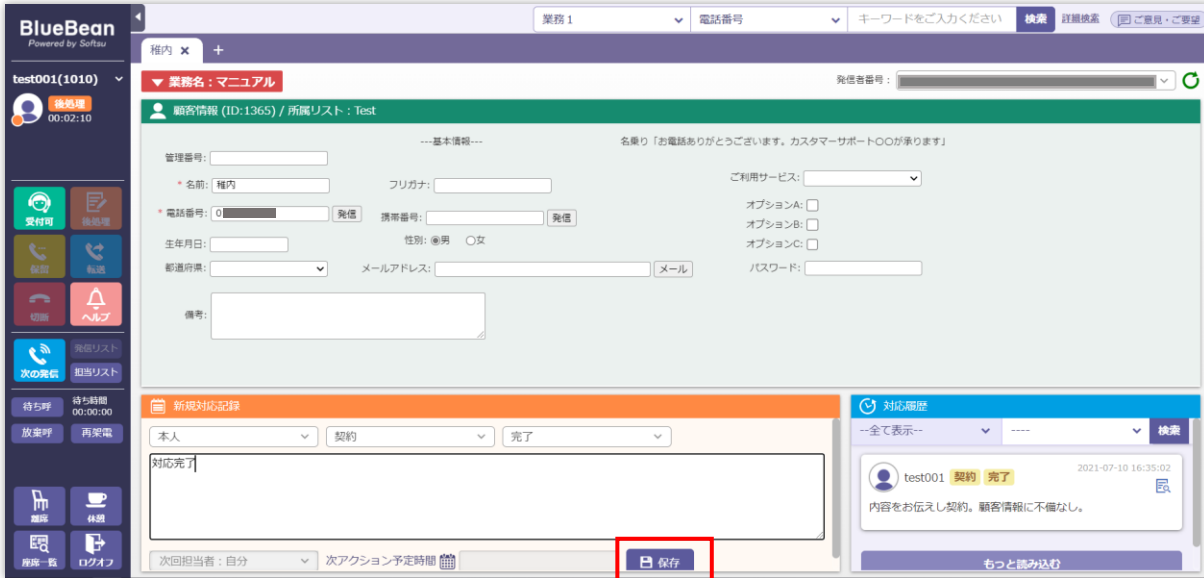 BlueBean
Powered by Softsu
業務1 電話番号 キーワードをご入力ください 検索 詳細検索 ご意見・ご要望
稚内 × +
test001(1010)
後処理
00:02:10
▼ 業務名:マニュアル
発信者番号:
顧客情報 (ID:1365) / 所属リスト : Test
---基本情報---
名乗り「お電話ありがとうございます。カスタマーサポート〇〇が承ります」
管理番号:
* 名前: 稚内 フリガナ: ご利用サービス:
* 電話番号: 0 発信 携帯番号: 発信 オプションA:
オプションB:
生年月日: 性別: 男 女 オプションC:
都道府県: メールアドレス: メール パスワード:
備考:
受付可 後処理
保留 転送
切断 ヘルプ
次の発信 発信リスト
担当リスト
待ち呼 待ち時間
00:00:00
放棄呼 再架電
離席 休憩
座席一覧 ログオフ
新規対応記録
本人 契約 完了
対応完了
次回担当者:自分 次アクション予定時間 保存
対応履歴
--全て表示-- ---- 検索
test001 契約 完了 2021-07-10 16:35:02
内容をお伝えし契約。顧客情報に不備なし。
もっと読み込む